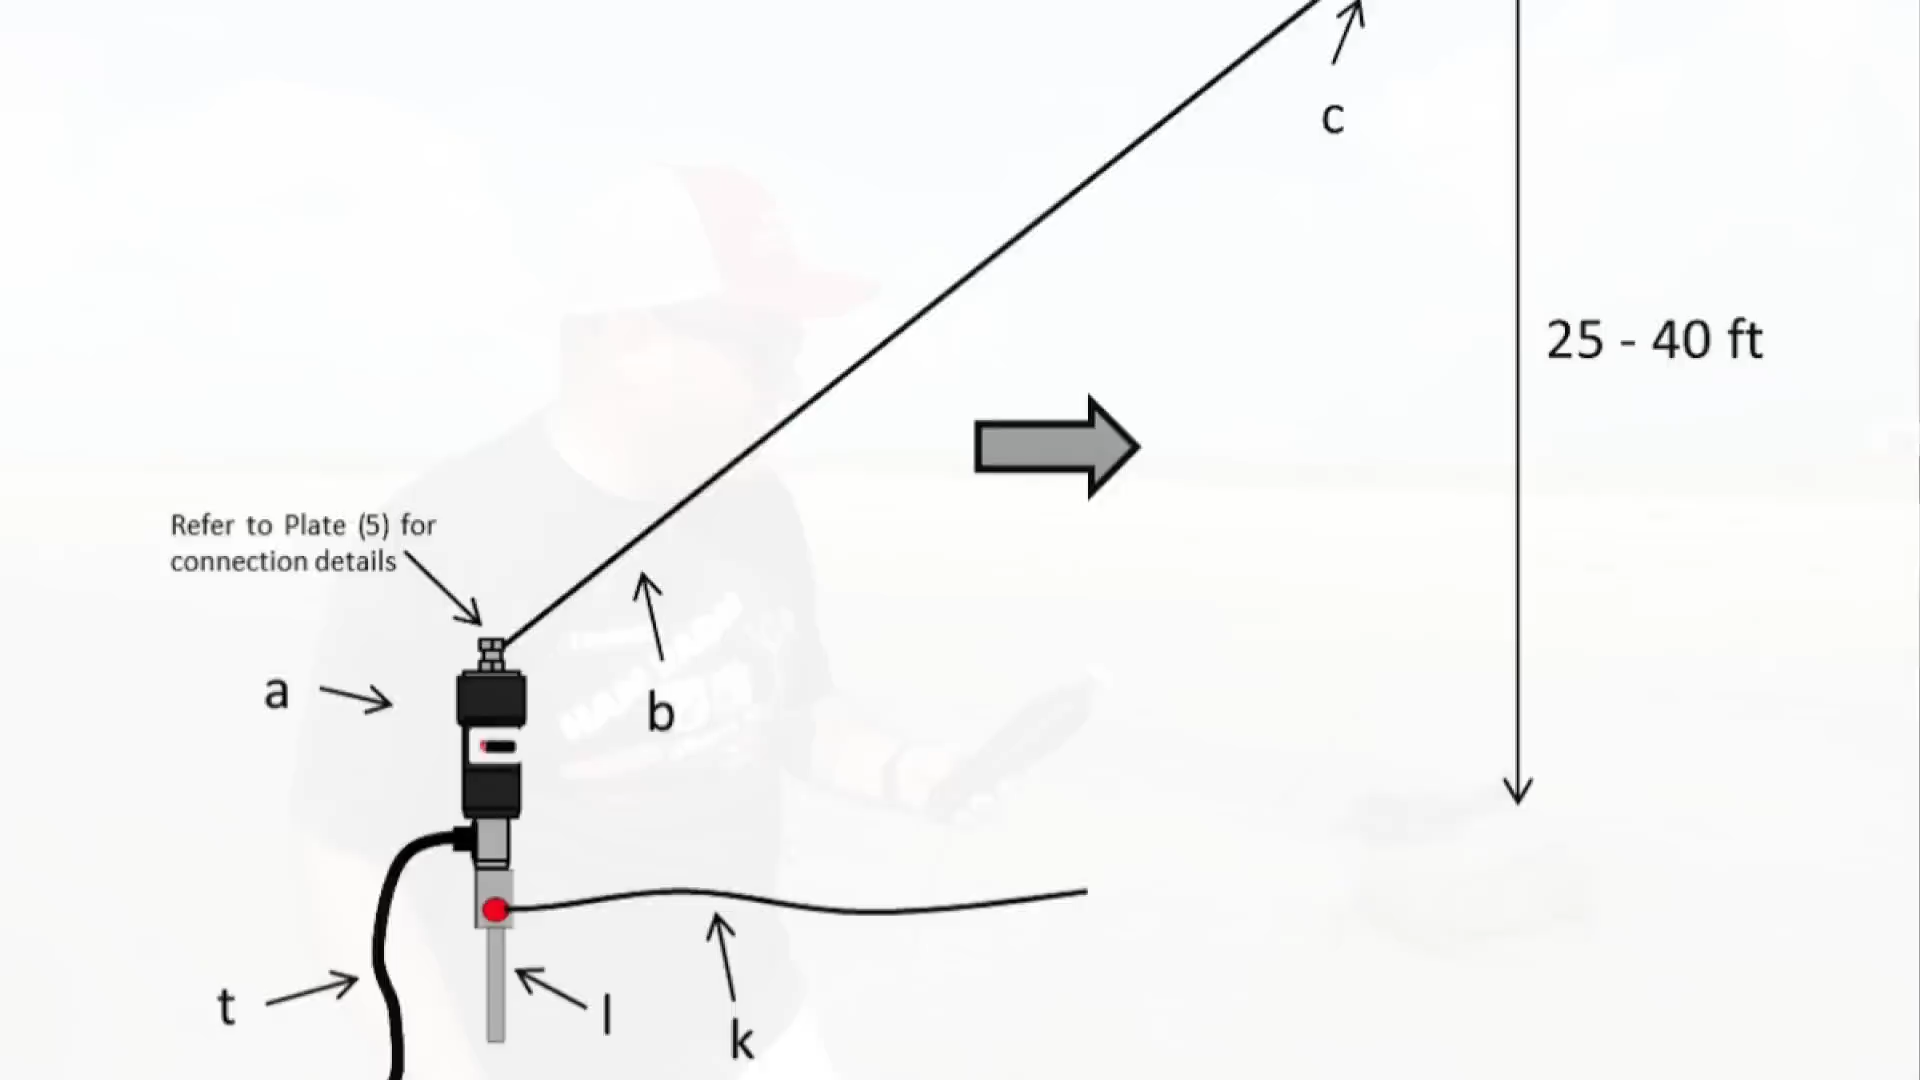 c
25 - 40 ft
Refer to Plate (5) for
connection details
a
b
t
l
k